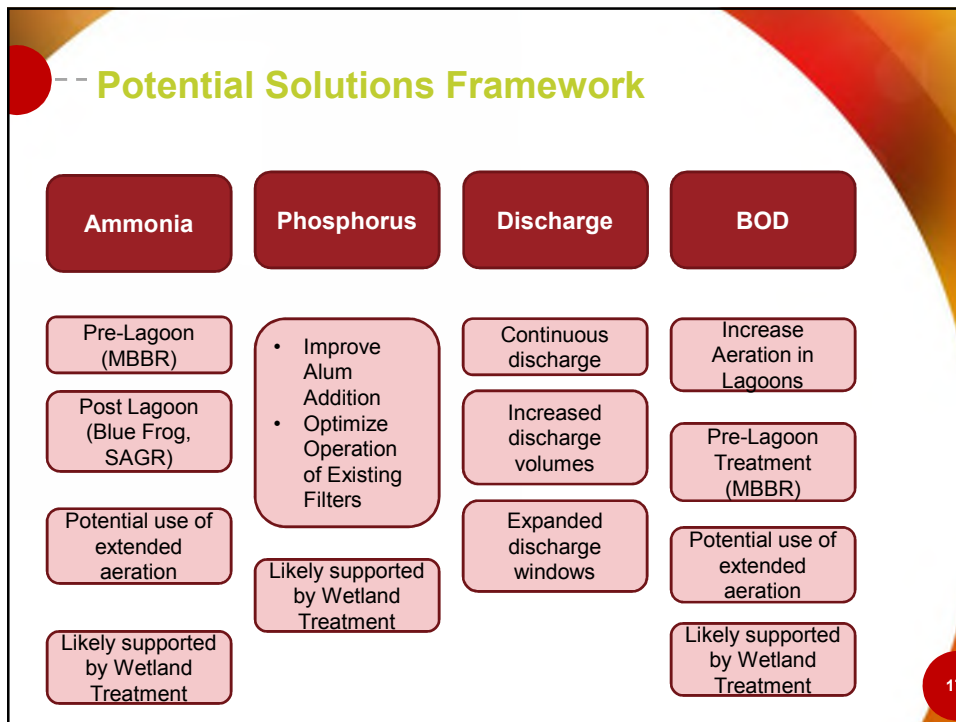 Potential Solutions Framework
Ammonia
Pre-Lagoon
(MBBR)
Post Lagoon
(Blue Frog,
SAGR)
Potential use of
extended
aeration
Likely supported
by Wetland
Treatment
Phosphorus
• Improve
Alum
Addition
• Optimize
Operation
of Existing
Filters
Likely supported
by Wetland
Treatment
Discharge
Continuous
discharge
Increased
discharge
volumes
Expanded
discharge
windows
BOD
Increase
Aeration in
Lagoons
Pre-Lagoon
Treatment
(MBBR)
Potential use of
extended
aeration
Likely supported
by Wetland
Treatment